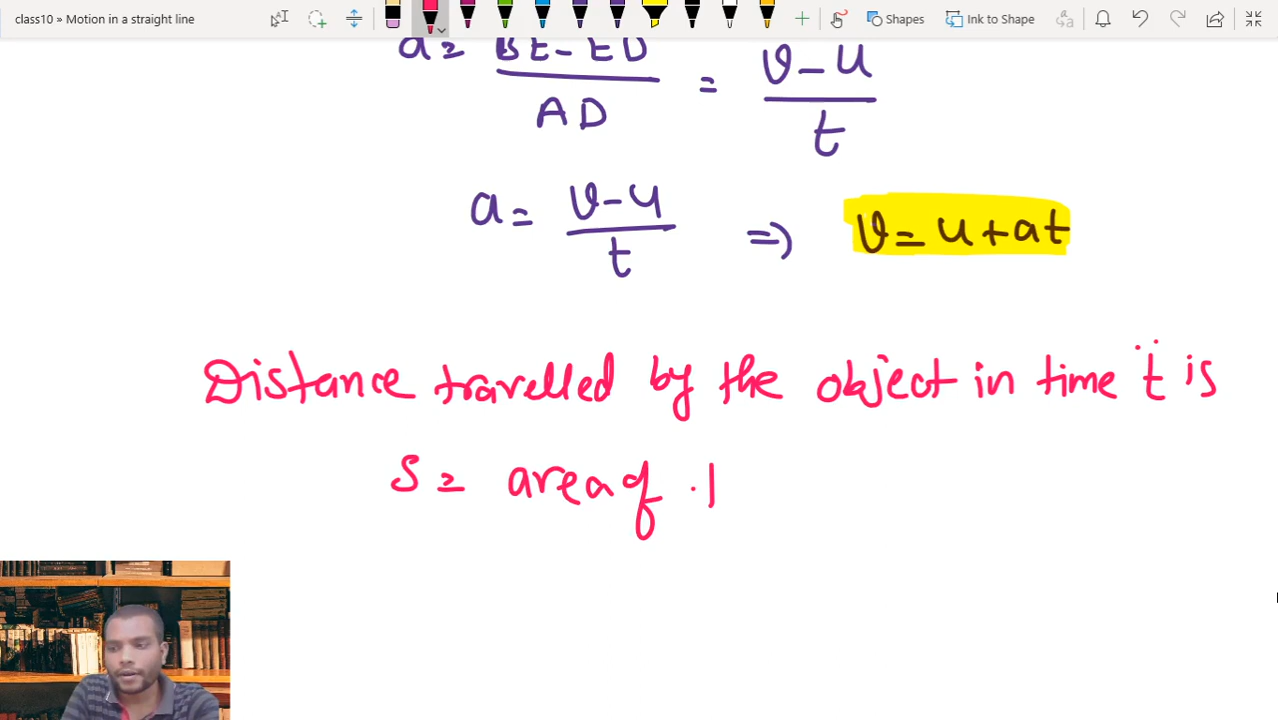 class10 » Motion in a straight line
Shapes
Ink to Shape
a = BE - ED / AD = v - u / t
a = v - u / t => v = u + at
Distance travelled by the object in time t is
S = area of